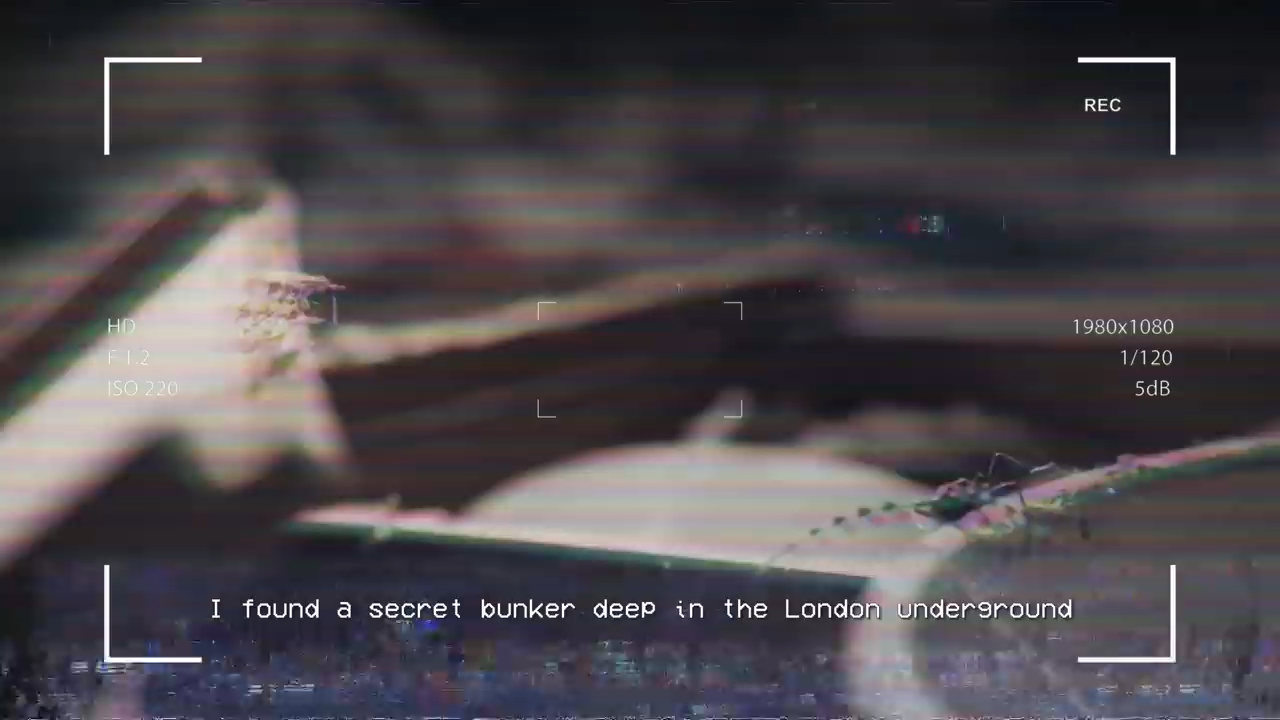 REC
HD
1980x1080
F 1.2
1/120
ISO 220
5dB
I found a secret bunker deep in the London underground